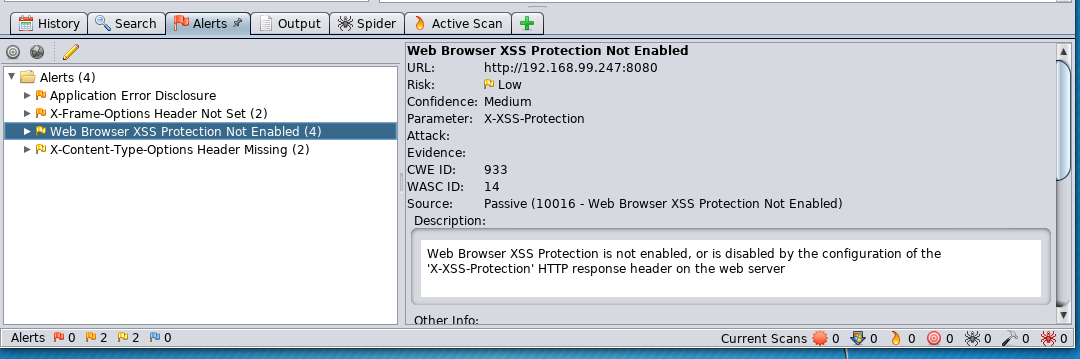 History Search Alerts Output Spider Active Scan
Alerts (4)
Application Error Disclosure
X-Frame-Options Header Not Set (2)
Web Browser XSS Protection Not Enabled (4)
X-Content-Type-Options Header Missing (2)
Web Browser XSS Protection Not Enabled
URL: http://192.168.99.247:8080
Risk: Low
Confidence: Medium
Parameter: X-XSS-Protection
Attack:
Evidence:
CWE ID: 933
WASC ID: 14
Source: Passive (10016 - Web Browser XSS Protection Not Enabled)
Description:
Web Browser XSS Protection is not enabled, or is disabled by the configuration of the
'X-XSS-Protection' HTTP response header on the web server
Other Info:
Alerts 0 2 2 0 Current Scans 0 0 0 0 0 0 0